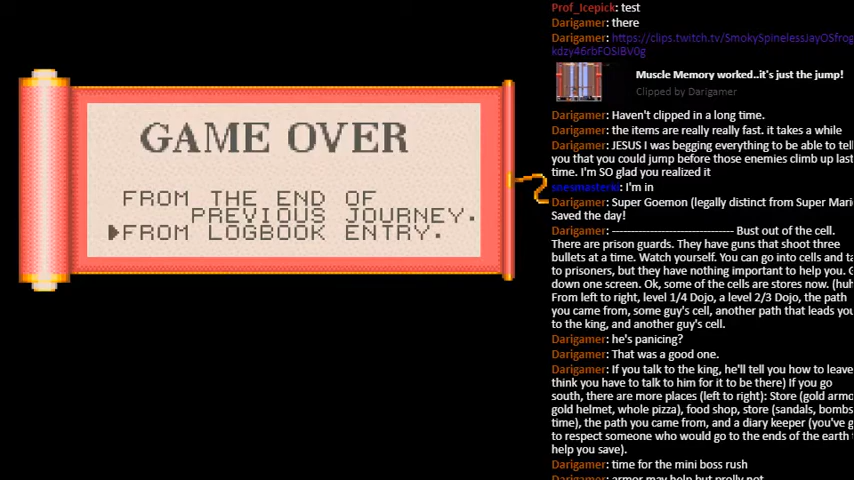 GAME OVER
FROM THE END OF
PREVIOUS JOURNEY.
FROM LOGBOOK ENTRY.
Prof_Icepick: test
Darigamer: there
Darigamer: https://clips.twitch.tv/SmokySpinelessJayOSfrog
kdzy46rbFOSIBV0g
Muscle Memory worked..it's just the jump!
Clipped by Darigamer
Darigamer: Haven't clipped in a long time.
Darigamer: the items are really really fast. it takes a while
Darigamer: JESUS I was begging everything to be able to tell
you that you could jump before those enemies climb up last
time. I'm SO glad you realized it
snesmasterki: I'm in
Darigamer: Super Goemon (legally distinct from Super Mari
Saved the day!
Darigamer: ------------------------------- Bust out of the cell.
There are prison guards. They have guns that shoot three
bullets at a time. Watch yourself. You can go into cells and ta
to prisoners, but they have nothing important to help you. G
down one screen. Ok, some of the cells are stores now. (huh
From left to right, level 1/4 Dojo, a level 2/3 Dojo, the path
you came from, some guy's cell, another path that leads you
to the king, and another guy's cell.
Darigamer: he's panicing?
Darigamer: That was a good one.
Darigamer: If you talk to the king, he'll tell you how to leave
think you have to talk to him for it to be there) If you go
south, there are more places (left to right): Store (gold armo
gold helmet, whole pizza), food shop, store (sandals, bombs
time), the path you came from, and a diary keeper (you've g
to respect someone who would go to the ends of the earth
help you save).
Darigamer: time for the mini boss rush
Darigamer: armor may help but prolly not